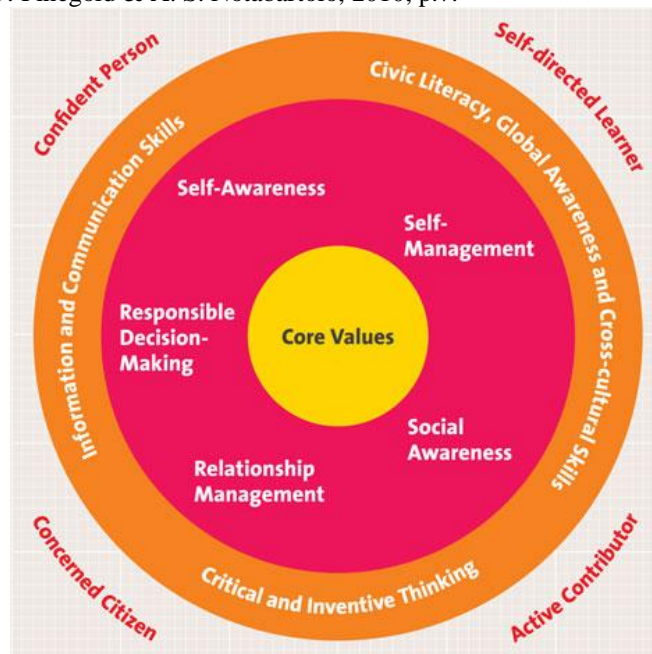 Confident Person
Self-directed Learner
Information and Communication Skills
Civic Literacy, Global Awareness and Cross-cultural Skills
Self-Awareness
Self-
Management
Responsible
Decision-
Making
Core Values
Social
Awareness
Relationship
Management
Critical and Inventive Thinking
Concerned Citizen
Active Contributor